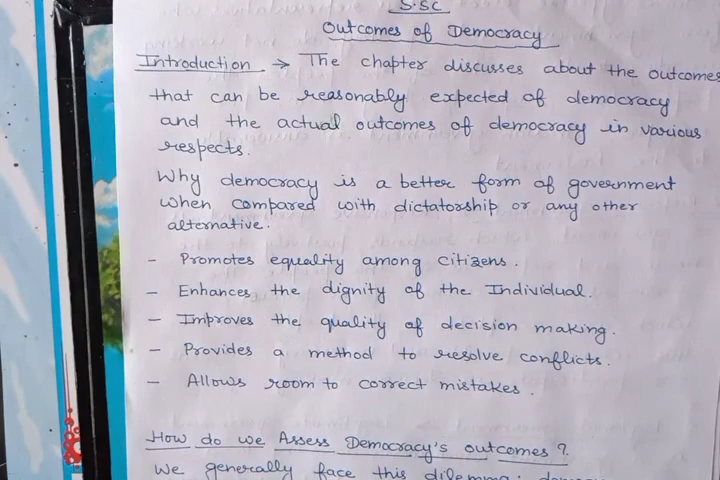 S.SC
Outcomes of Democracy
Introduction → The chapter discusses about the outcomes
that can be reasonably expected of democracy
and the actual outcomes of democracy in various
respects.
Why democracy is a better form of government
when compared with dictatorship or any other
alternative.
- Promotes equality among citizens.
- Enhances the dignity of the Individual.
- Improves the quality of decision making.
- Provides a method to resolve conflicts.
- Allows room to correct mistakes.
How do we Assess Democracy's outcomes?
We generally face this dilemma: